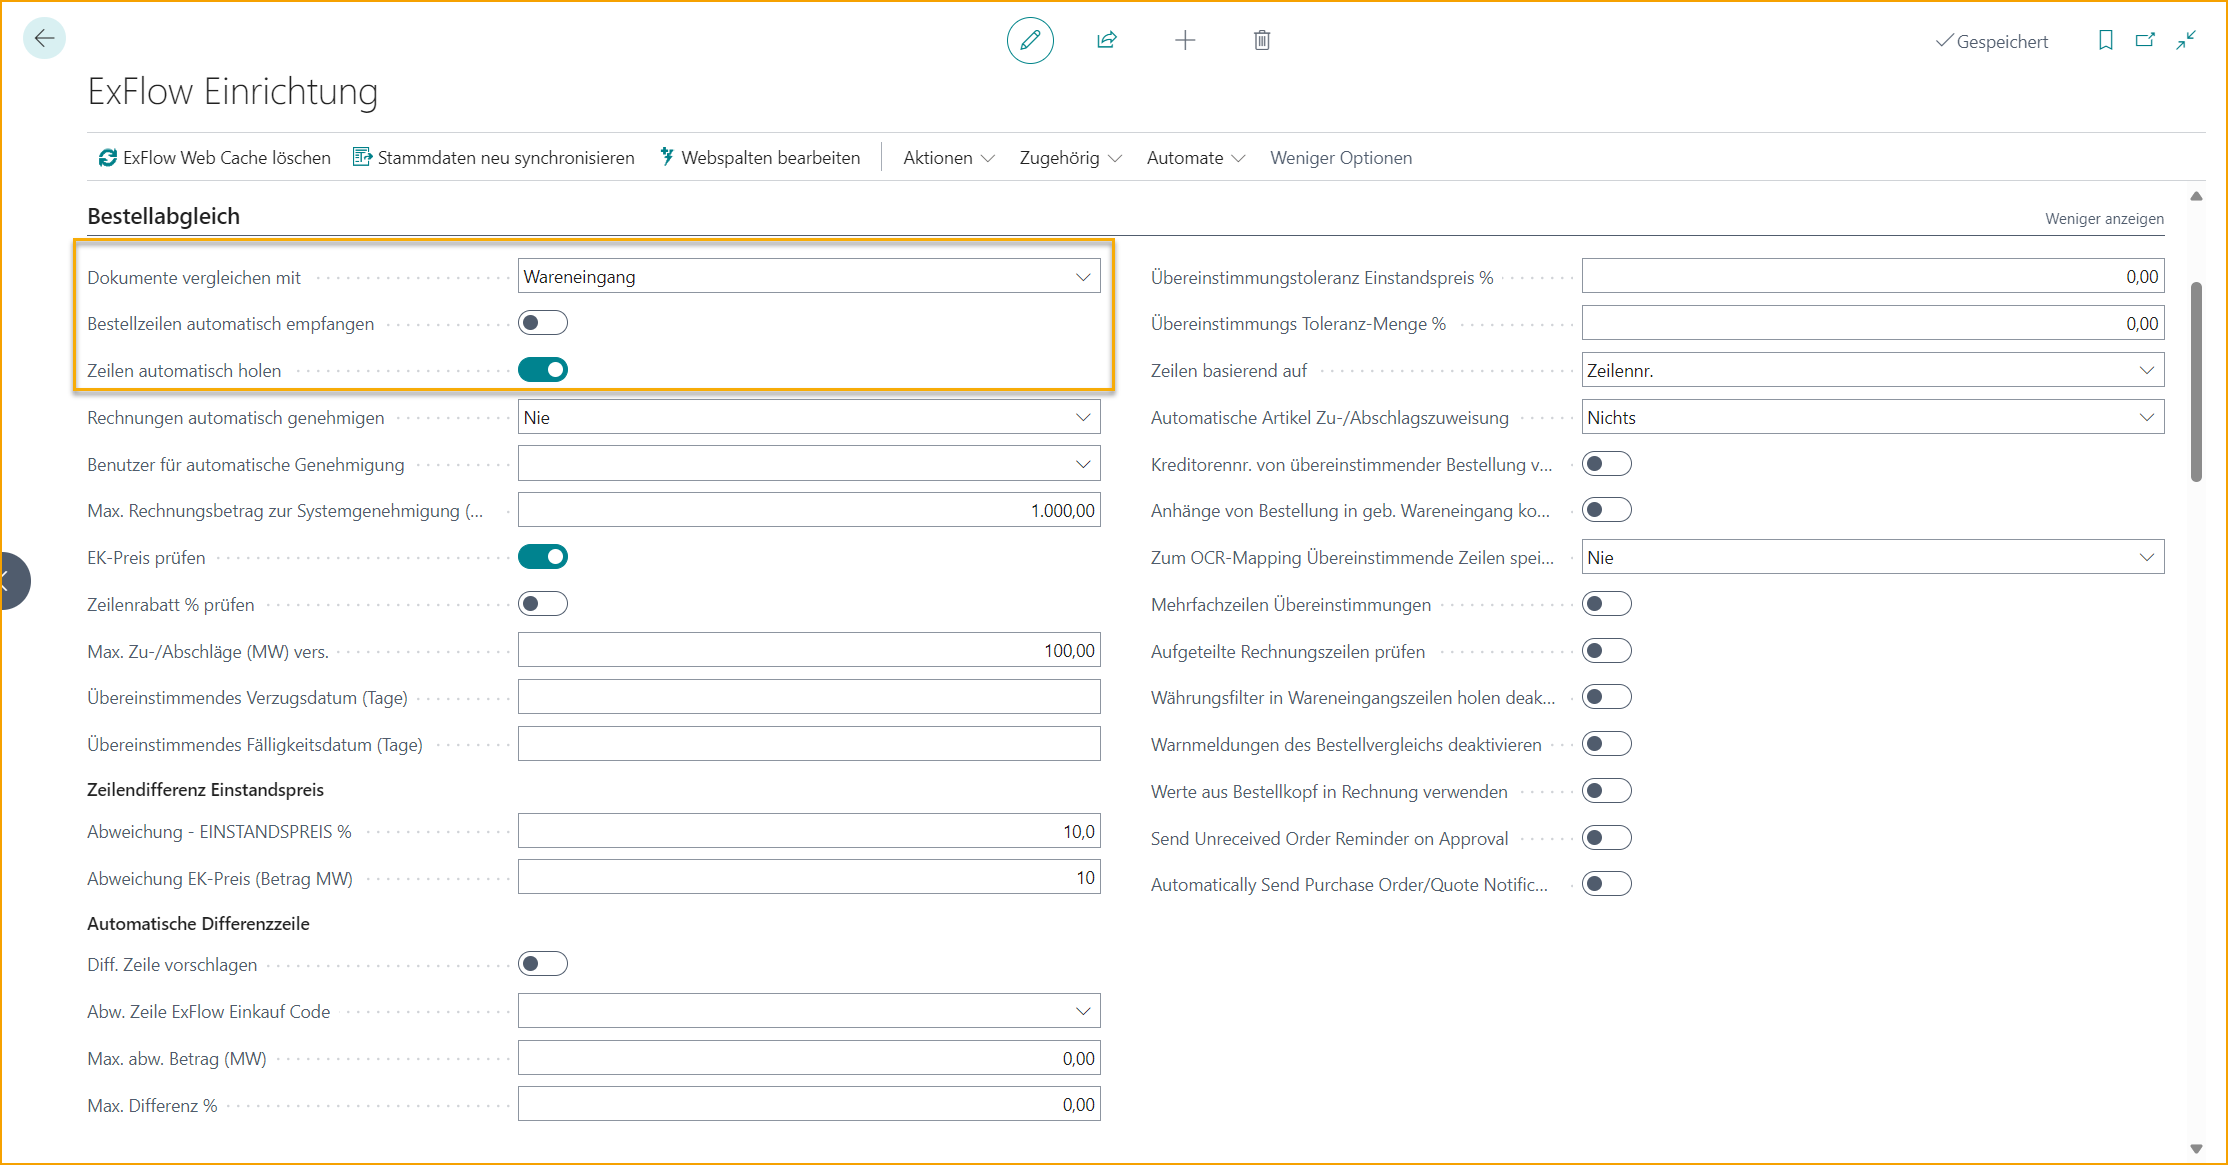 Gespeichert
ExFlow Einrichtung
ExFlow Web Cache löschen Stammdaten neu synchronisieren Webspalten bearbeiten Aktionen Zugehörig Automate Weniger Optionen
Bestellabgleich
Weniger anzeigen
Dokumente vergleichen mit Wareneingang
Bestellzeilen automatisch empfangen
Zeilen automatisch holen
Rechnungen automatisch genehmigen Nie
Benutzer für automatische Genehmigung
Max. Rechnungsbetrag zur Systemgenehmigung (... 1.000,00
EK-Preis prüfen
Zeilenrabatt % prüfen
Max. Zu-/Abschläge (MW) vers. 100,00
Übereinstimmendes Verzugsdatum (Tage)
Übereinstimmendes Fälligkeitsdatum (Tage)
Zeilendifferenz Einstandspreis
Abweichung - EINSTANDSPREIS % 10,0
Abweichung EK-Preis (Betrag MW) 10
Automatische Differenzzeile
Diff. Zeile vorschlagen
Abw. Zeile ExFlow Einkauf Code
Max. abw. Betrag (MW) 0,00
Max. Differenz % 0,00
Übereinstimmungstoleranz Einstandspreis % 0,00
Übereinstimmungs Toleranz-Menge % 0,00
Zeilen basierend auf Zeilennr.
Automatische Artikel Zu-/Abschlagszuweisung Nichts
Kreditorennr. von übereinstimmender Bestellung v...
Anhänge von Bestellung in geb. Wareneingang ko...
Zum OCR-Mapping Übereinstimmende Zeilen spei... Nie
Mehrfachzeilen Übereinstimmungen
Aufgeteilte Rechnungszeilen prüfen
Währungsfilter in Wareneingangszeilen holen deak...
Warnmeldungen des Bestellvergleichs deaktivieren
Werte aus Bestellkopf in Rechnung verwenden
Send Unreceived Order Reminder on Approval
Automatically Send Purchase Order/Quote Notific...